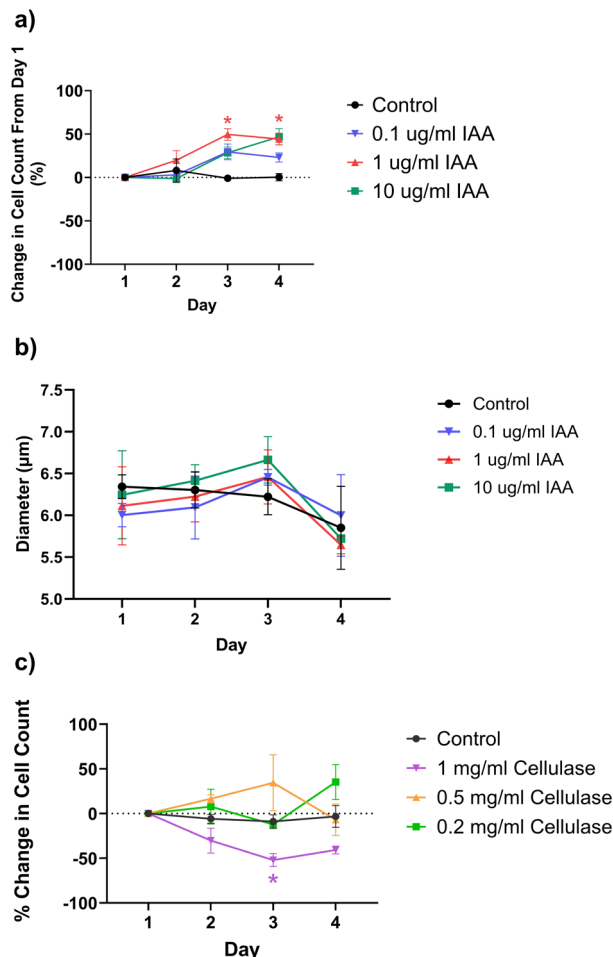 a)
Change in Cell Count From Day 1
(%)
100
50
0
-50
-100
*
*
1
2
3
4
Day
Control
0.1 ug/ml IAA
1 ug/ml IAA
10 ug/ml IAA
b)
Diameter (μm)
7.5
7.0
6.5
6.0
5.5
5.0
1
2
3
4
Day
Control
0.1 ug/ml IAA
1 ug/ml IAA
10 ug/ml IAA
c)
% Change in Cell Count
100
50
0
-50
-100
*
1
2
3
4
Day
Control
1 mg/ml Cellulase
0.5 mg/ml Cellulase
0.2 mg/ml Cellulase